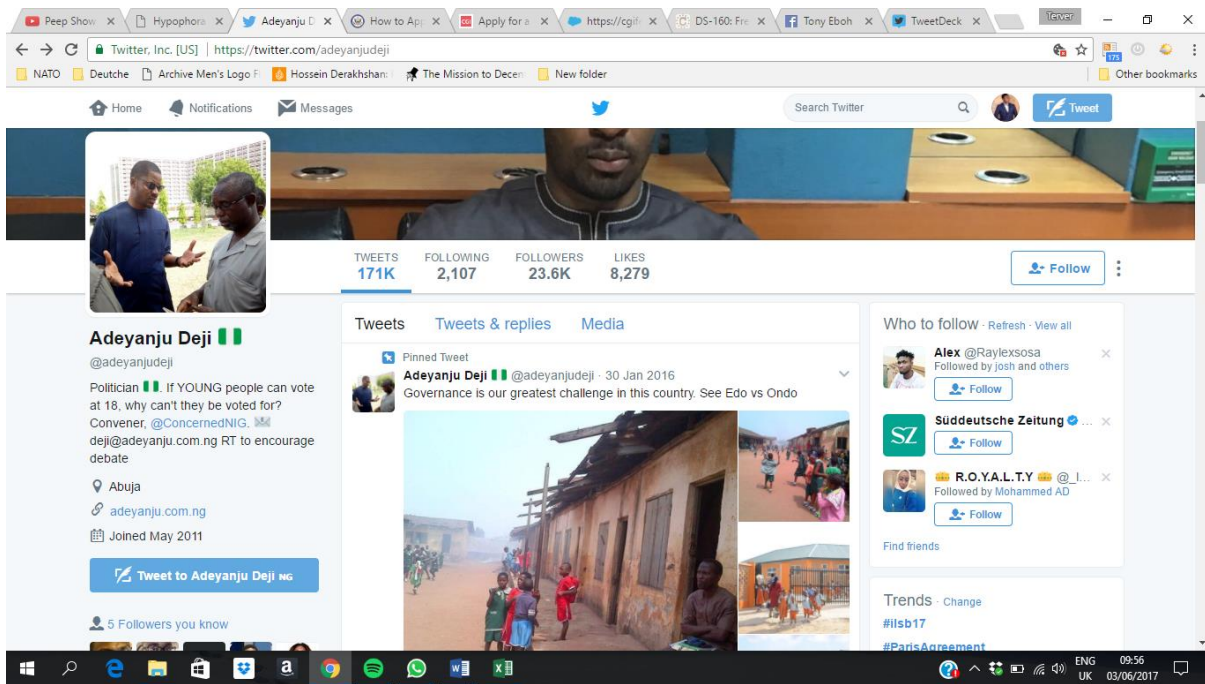 Peep Show
Hypophora
Adeyanju D
How to App
Apply for a
https://cgife
DS-160: Fre
Tony Eboh
TweetDeck
Terver
Twitter, Inc. [US] | https://twitter.com/adeyanjudeji
175
NATO
Deutche
Archive Men's Logo F
Hossein Derakhshan:
The Mission to Decen
New folder
Other bookmarks
Home
Notifications
Messages
Search Twitter
Tweet
TWEETS
171K
FOLLOWING
2,107
FOLLOWERS
23.6K
LIKES
8,279
Follow
Adeyanju Deji
@adeyanjudeji
Politician 🇳🇬. If YOUNG people can vote
at 18, why can't they be voted for?
Convener, @ConcernedNIG. ✉
deji@adeyanju.com.ng RT to encourage
debate
Abuja
adeyanju.com.ng
Joined May 2011
Tweet to Adeyanju Deji NG
5 Followers you know
Tweets
Tweets & replies
Media
Pinned Tweet
Adeyanju Deji 🇳🇬 @adeyanjudeji · 30 Jan 2016
Governance is our greatest challenge in this country. See Edo vs Ondo
Who to follow · Refresh · View all
Alex @Raylexsosa
Followed by josh and others
Follow
Süddeutsche Zeitung ...
SZ
Follow
R.O.Y.A.L.T.Y @_I...
Followed by Mohammed AD
Follow
Find friends
Trends · Change
#ilsb17
#ParisAgreement
ENG
UK
09:56
03/06/2017